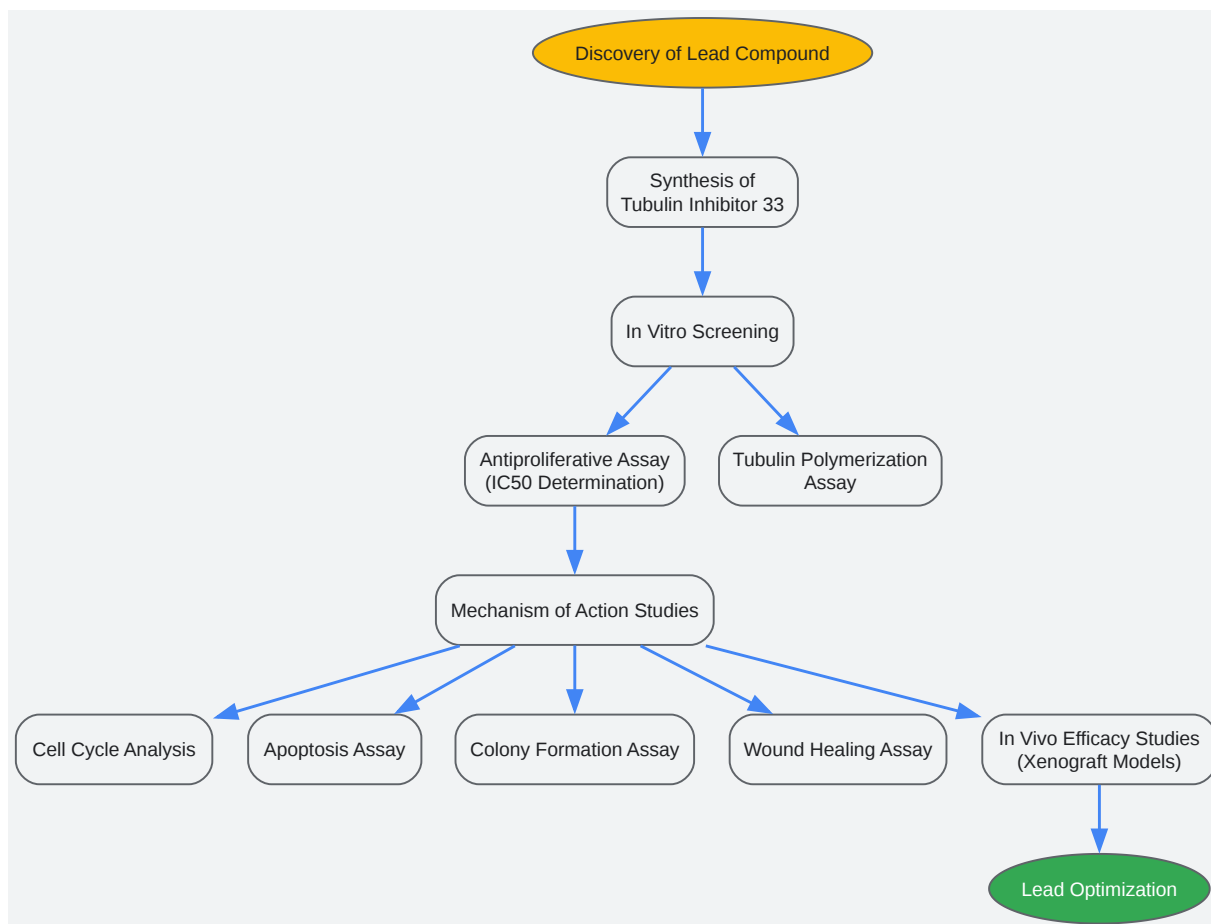 Discovery of Lead Compound
Synthesis of
Tubulin Inhibitor 33
In Vitro Screening
Antiproliferative Assay
(IC50 Determination)
Tubulin Polymerization
Assay
Mechanism of Action Studies
Cell Cycle Analysis
Apoptosis Assay
Colony Formation Assay
Wound Healing Assay
In Vivo Efficacy Studies
(Xenograft Models)
Lead Optimization